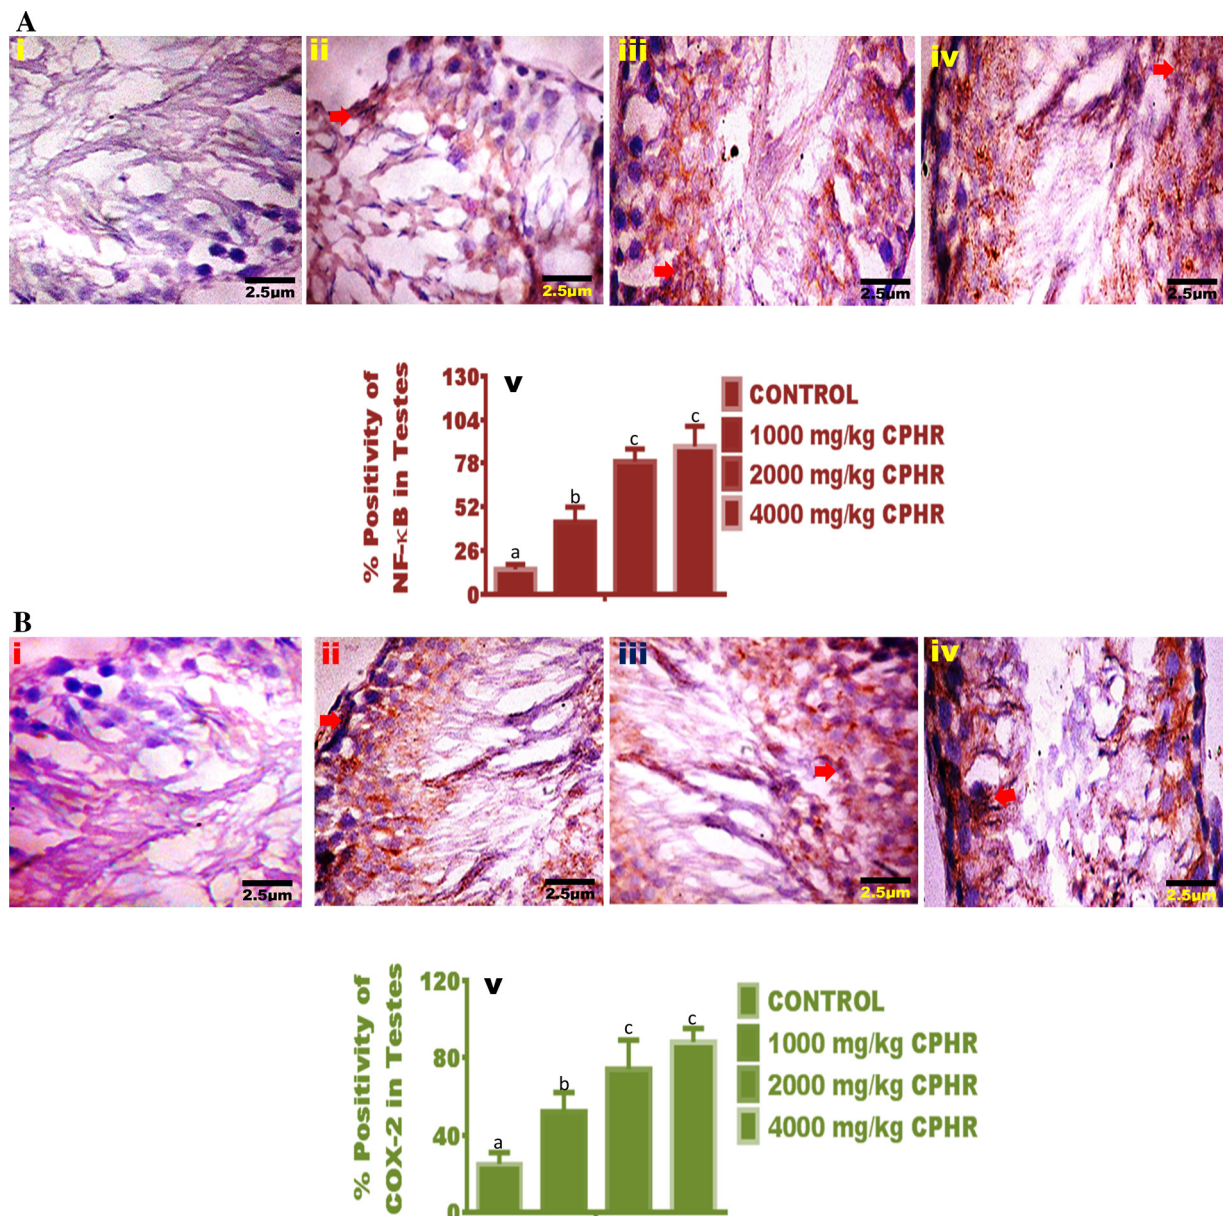 A
i
ii
iii
iv
2.5µm
2.5µm
2.5µm
2.5µm
% Positivity of
NF-κB in Testes
130
104
78
52
26
0
v
a
b
c
c
CONTROL
1000 mg/kg CPHR
2000 mg/kg CPHR
4000 mg/kg CPHR
B
i
ii
iii
iv
2.5µm
2.5µm
2.5µm
2.5µm
% Positivity of
COX-2 in Testes
120
80
40
0
v
a
b
c
c
CONTROL
1000 mg/kg CPHR
2000 mg/kg CPHR
4000 mg/kg CPHR